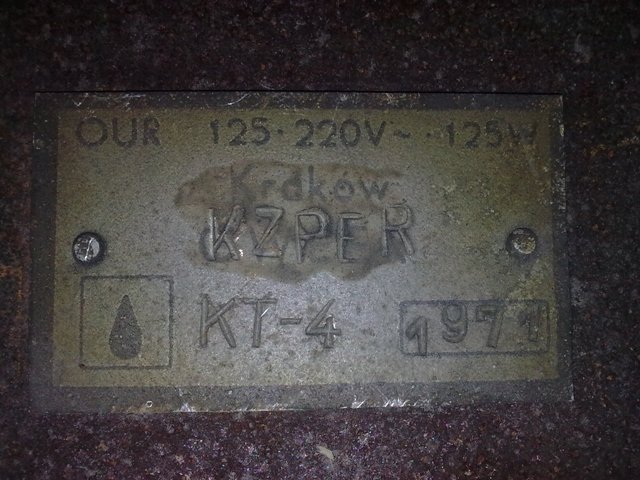 OUR 125·220V~ ·125W
Kraków
KZPER
KT-4 1971